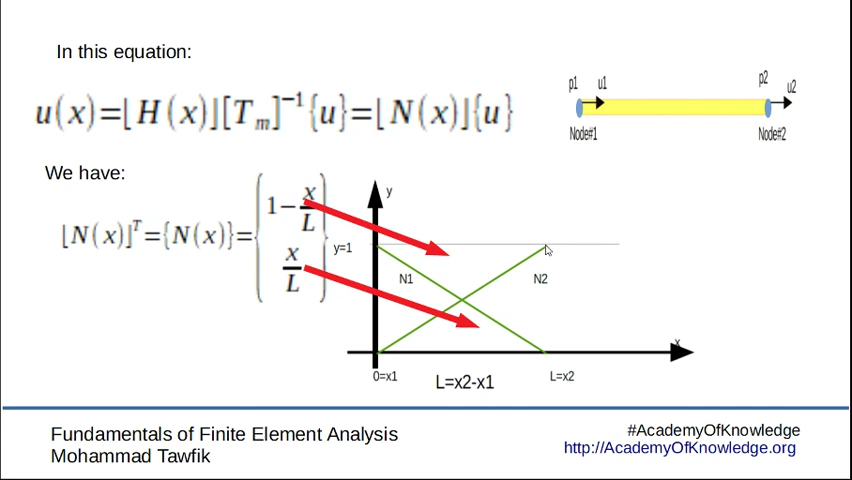 In this equation:
u(x)=⌊H(x)⌋[Tₘ]⁻¹{u}=⌊N(x)⌋{u}
p1 u1 p2 u2
Node#1 Node#2
We have:
⌊N(x)⌋ᵀ={N(x)}={1−x/L
x/L}
y
y=1
N1 N2
x
0=x1 L=x2-x1 L=x2
Fundamentals of Finite Element Analysis
Mohammad Tawfik
#AcademyOfKnowledge
http://AcademyOfKnowledge.org